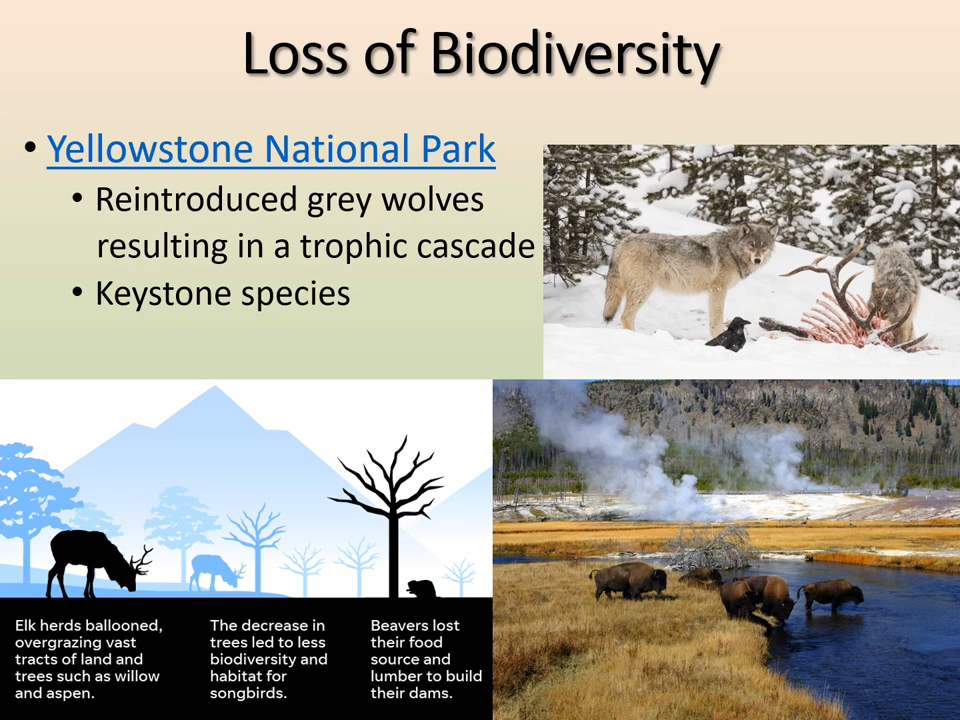 Loss of Biodiversity
• Yellowstone National Park
• Reintroduced grey wolves
resulting in a trophic cascade
• Keystone species
Elk herds ballooned,
overgrazing vast
tracts of land and
trees such as willow
and aspen.
The decrease in
trees led to less
biodiversity and
habitat for
songbirds.
Beavers lost
their food
source and
lumber to build
their dams.